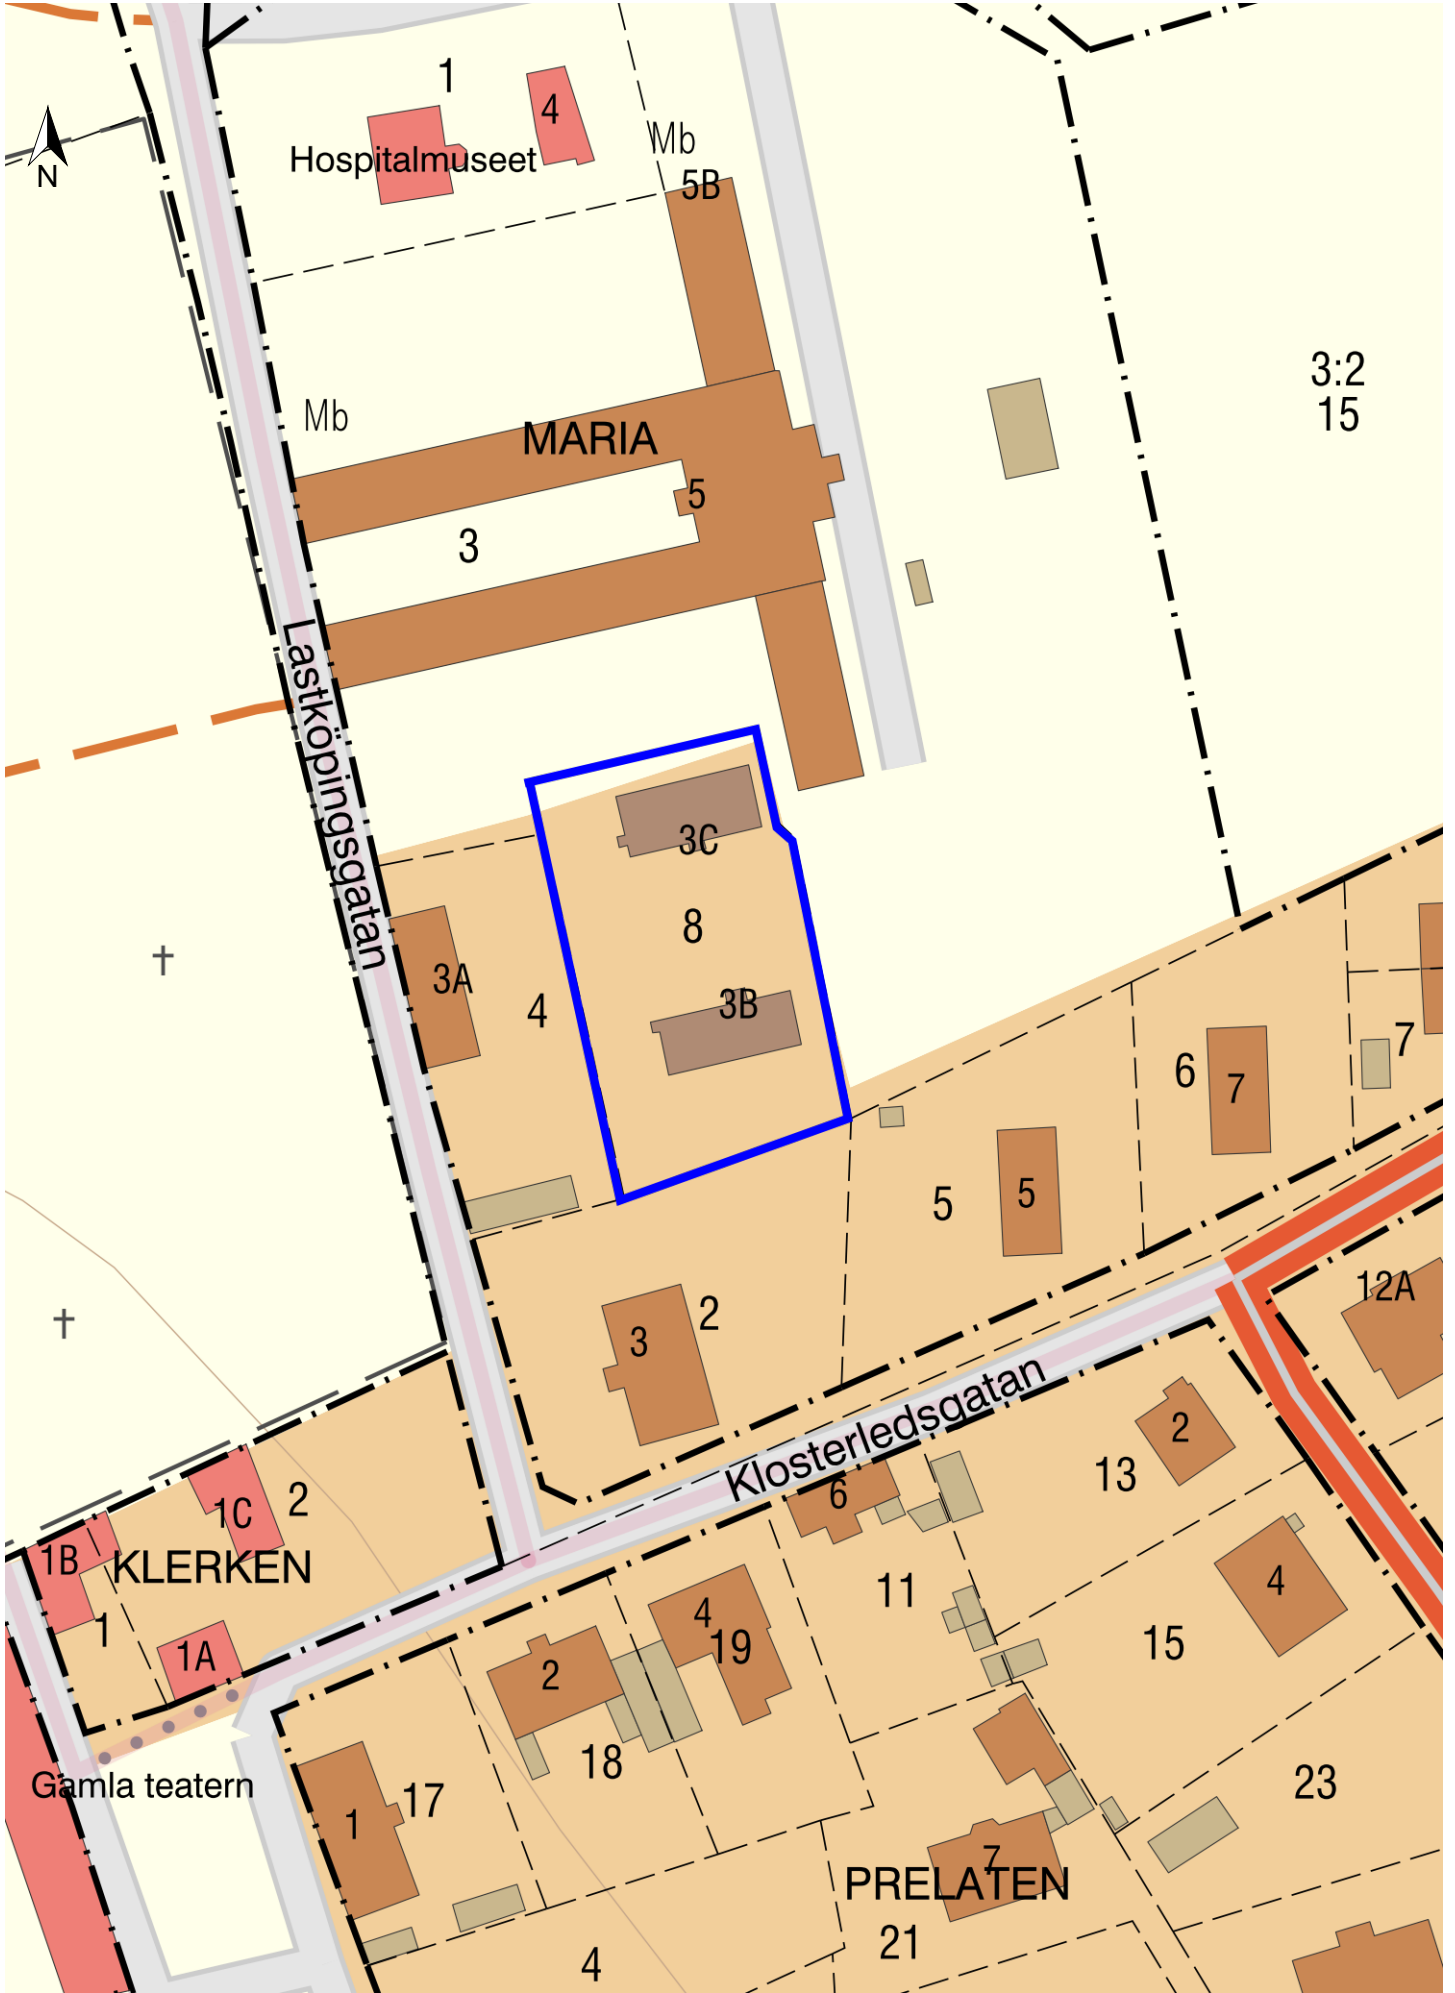 1
4
N
Hospitalmuseet
Mb
5B
3:2
15
Mb
MARIA
5
3
Lastköpingsgatan
3C
8
3A
4
3B
7
6
7
5
5
12A
2
3
Klosterledsgatan
2
13
6
1C
2
1B
KLERKEN
1
1A
11
4
4
19
15
2
18
23
Gamla teatern
17
1
7
PRELATEN
21
4